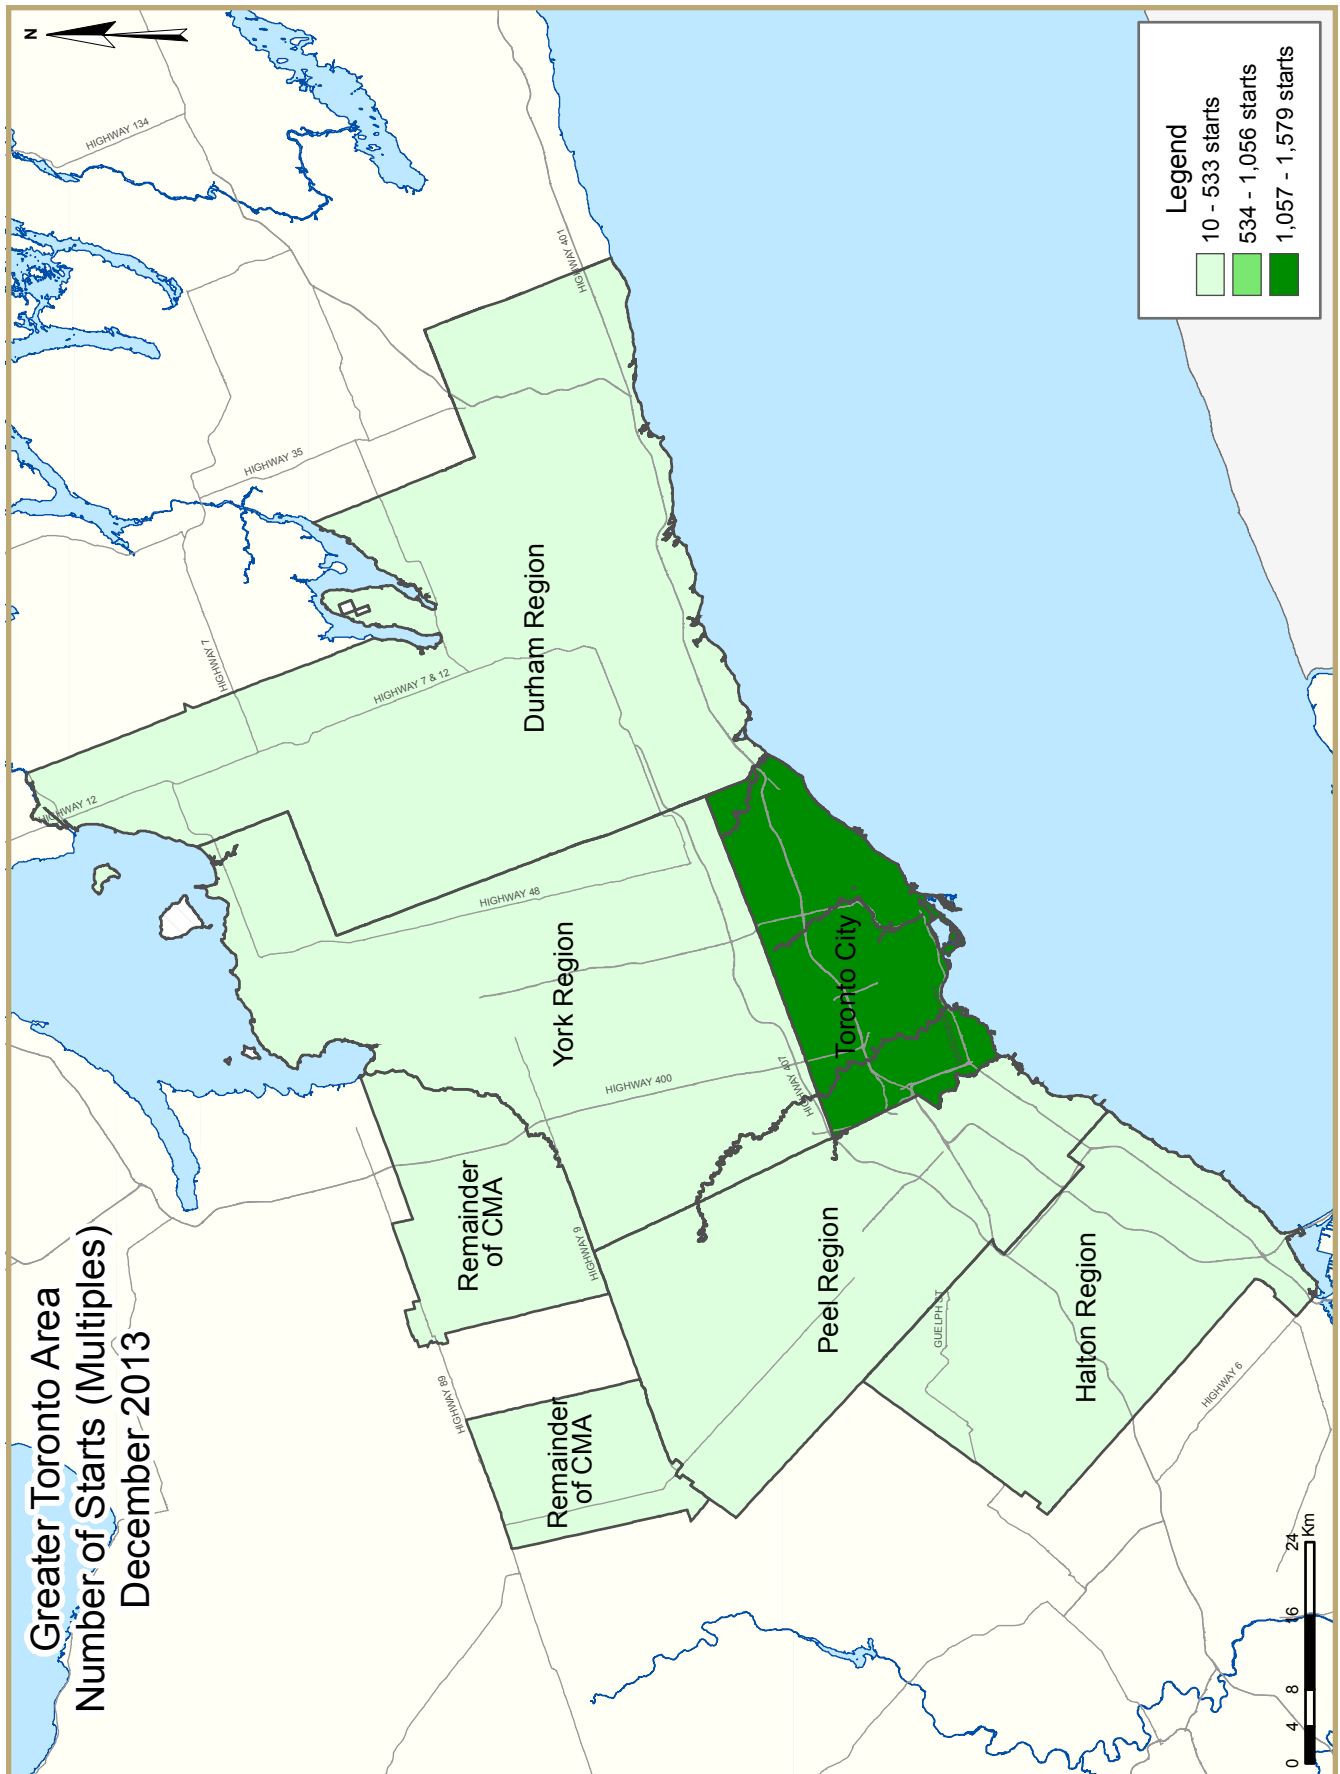 Greater Toronto Area
Number of Starts (Multiples)
December 2013
N
HIGHWAY 134
HIGHWAY 401
HIGHWAY 35
HIGHWAY 7
HIGHWAY 7 & 12
HIGHWAY 12
Durham Region
HIGHWAY 48
York Region
HIGHWAY 400
HIGHWAY 407
Toronto City
Remainder
of CMA
HIGHWAY 9
HIGHWAY 89
Remainder
of CMA
Peel Region
GUELPH ST
Halton Region
HIGHWAY 6
Legend
10 - 533 starts
534 - 1,056 starts
1,057 - 1,579 starts
0 4 8 16 24
Km